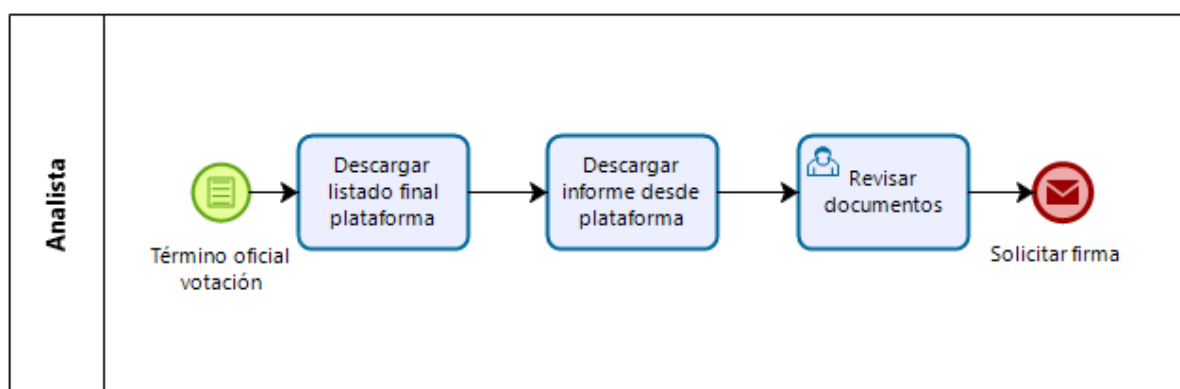 Analista
Término oficial
votación
Descargar
listado final
plataforma
Descargar
informe desde
plataforma
Revisar
documentos
Solicitar firma